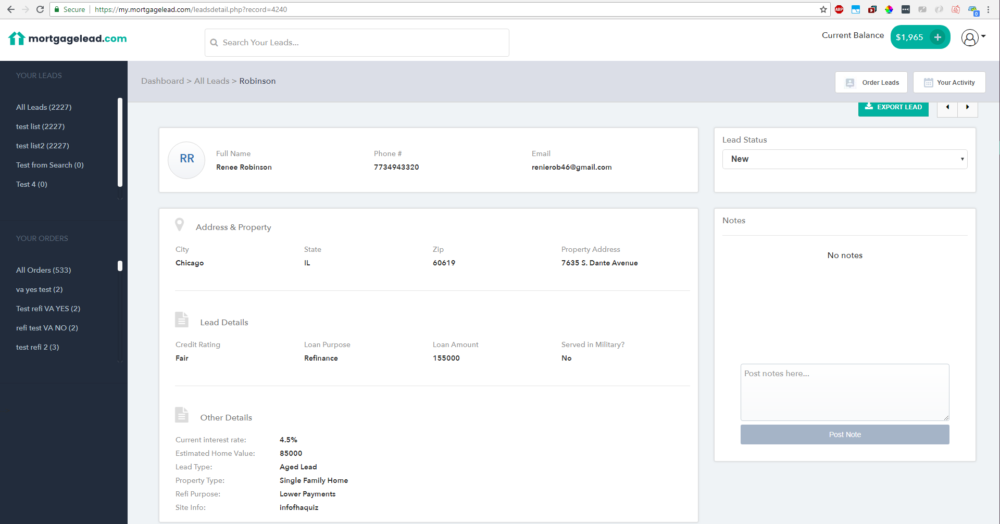 Secure https://my.mortgagelead.com/leadsdetail.php?record=4240
ABP
0
mortgagelead.com
Search Your Leads...
Current Balance $1,965 +
YOUR LEADS
All Leads (2227)
test list (2227)
test list2 (2227)
Test from Search (0)
Test 4 (0)
YOUR ORDERS
All Orders (533)
va yes test (2)
Test refi VA YES (2)
refi test VA NO (2)
test refi 2 (3)
Dashboard > All Leads > Robinson
Order Leads
Your Activity
EXPORT LEAD
RR
Full Name Phone # Email
Renee Robinson 7734943320 renierob46@gmail.com
Lead Status
New
Address & Property
City State Zip Property Address
Chicago IL 60619 7635 S. Dante Avenue
Lead Details
Credit Rating Loan Purpose Loan Amount Served in Military?
Fair Refinance 155000 No
Other Details
Current interest rate: 4.5%
Estimated Home Value: 85000
Lead Type: Aged Lead
Property Type: Single Family Home
Refi Purpose: Lower Payments
Site Info: infofhaquiz
Notes
No notes
Post notes here...
Post Note